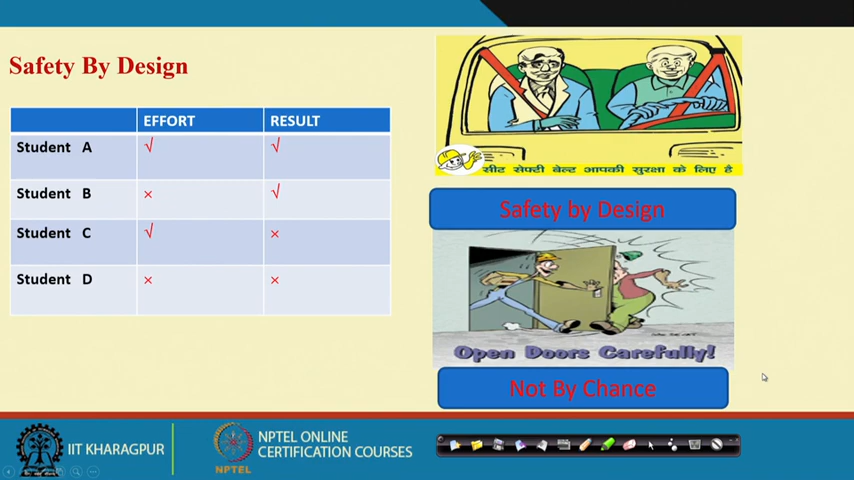 Safety By Design
EFFORT RESULT
Student A √ √
Student B × √
Student C √ ×
Student D × ×
सीट सेफ्टी बेल्ट आपकी सुरक्षा के लिए है
Safety by Design
Open Doors Carefully!
Not By Chance
IIT KHARAGPUR
NPTEL
NPTEL ONLINE
CERTIFICATION COURSES